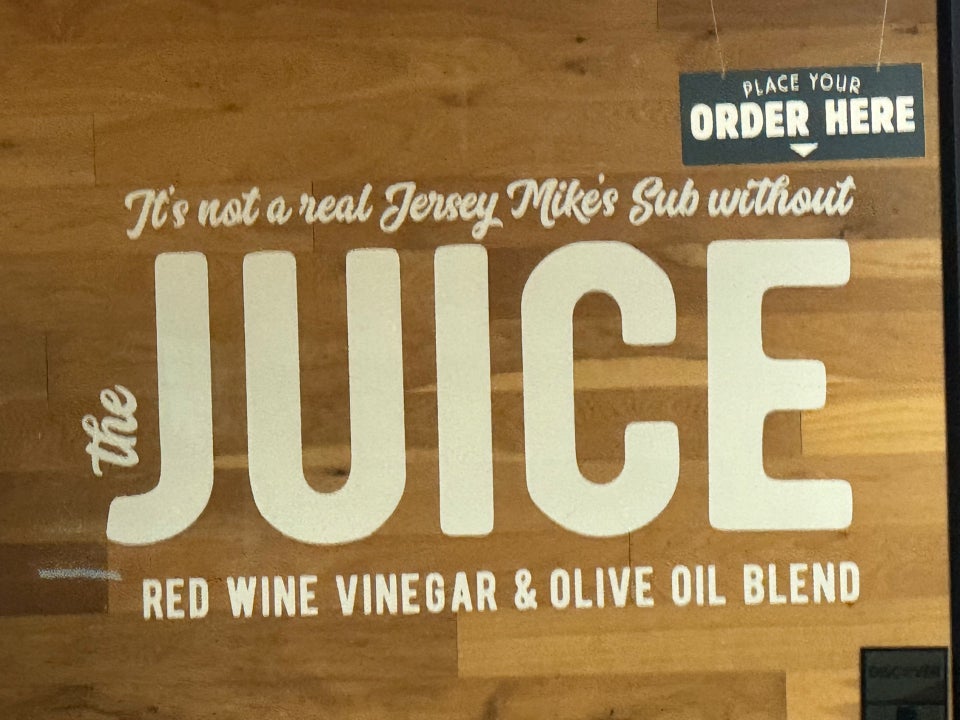 PLACE YOUR
ORDER HERE
It's not a real Jersey Mike's Sub without
the
JUICE
RED WINE VINEGAR & OLIVE OIL BLEND
DISCOVER